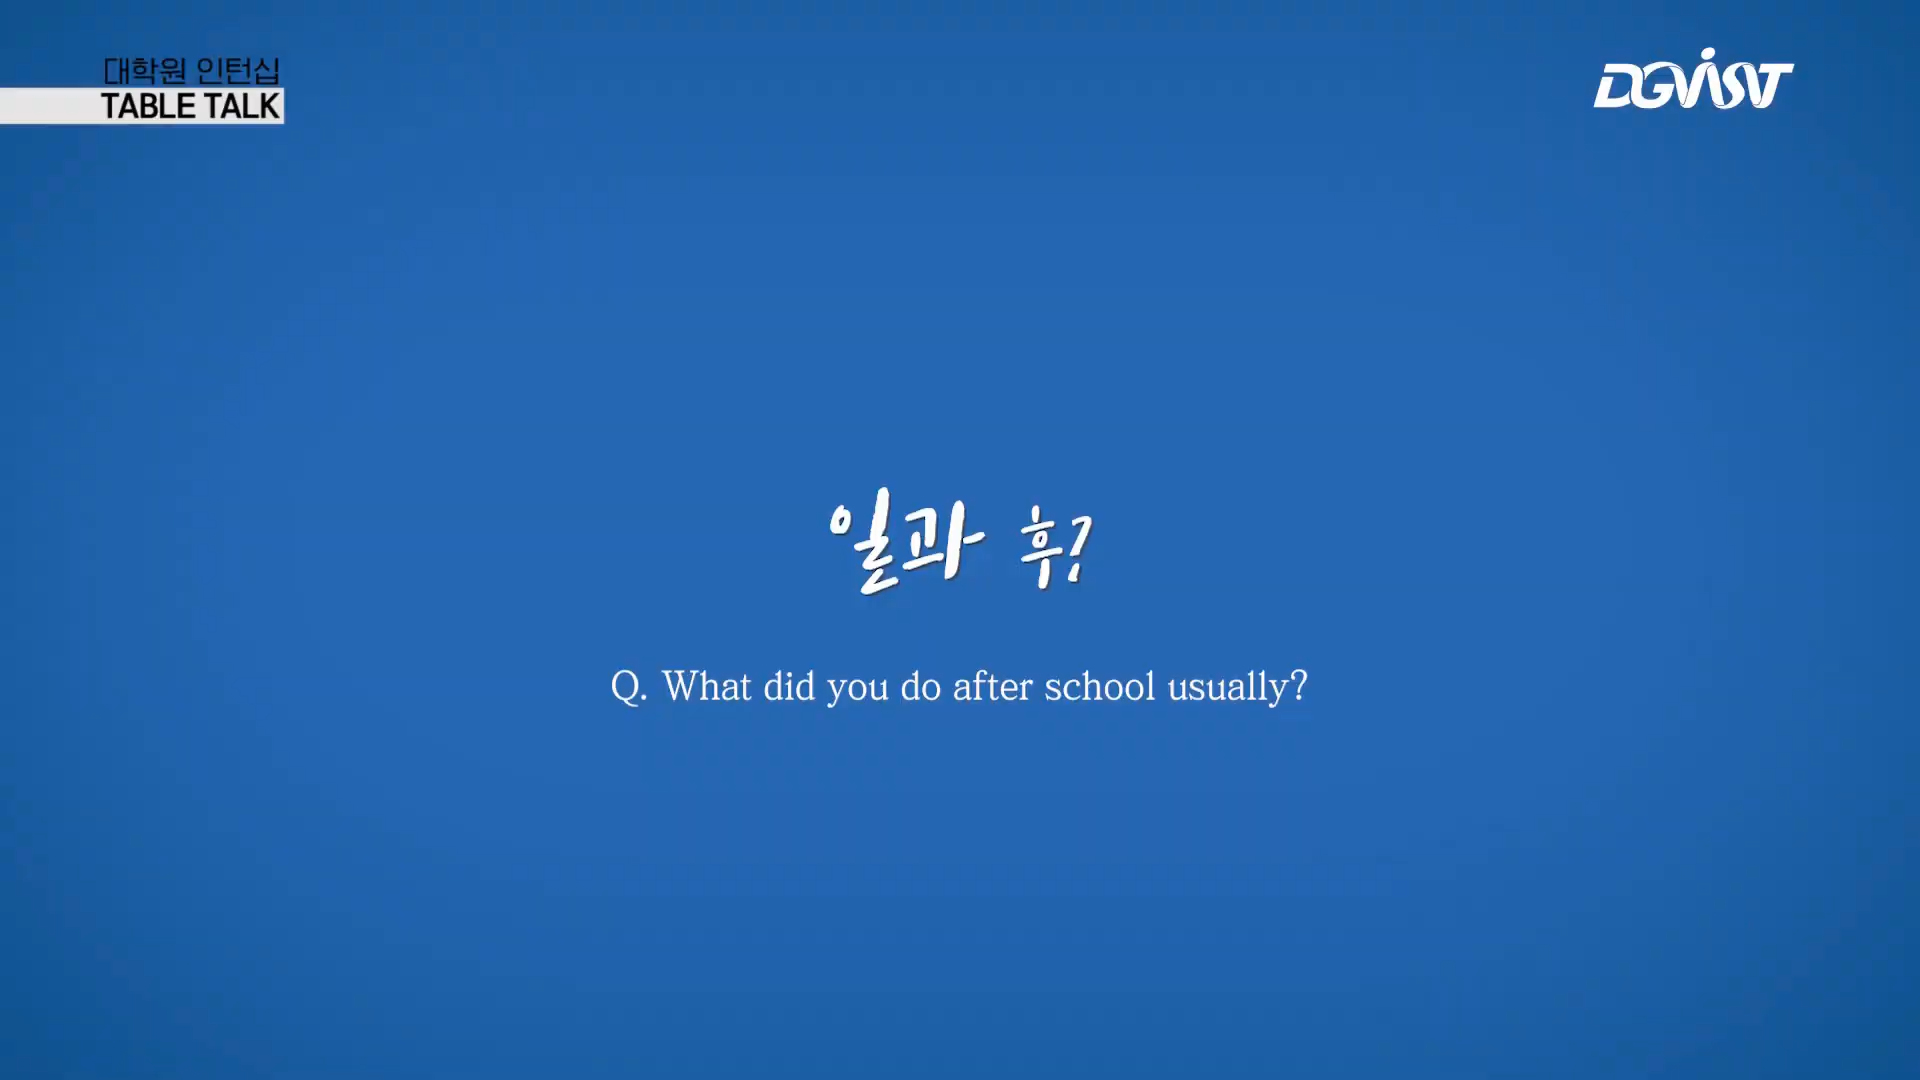 대학원 인턴십
TABLE TALK
DGIST
일과 후?
Q. What did you do after school usually?